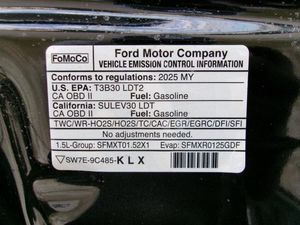 FoMoCo
Ford Motor Company
VEHICLE EMISSION CONTROL INFORMATION
Conforms to regulations: 2025 MY
U.S. EPA: T3B30 LDT2
CA OBD II Fuel: Gasoline
California: SULEV30 LDT
CA OBD II Fuel: Gasoline
TWC/WR-HO2S/HO2S/TC/CAC/EGR/EGRC/DFI/SFI
No adjustments needed.
1.5L-Group: SFMXT01.52X1 Evap: SFMXR0125GDF
SW7E-9C485-KLX